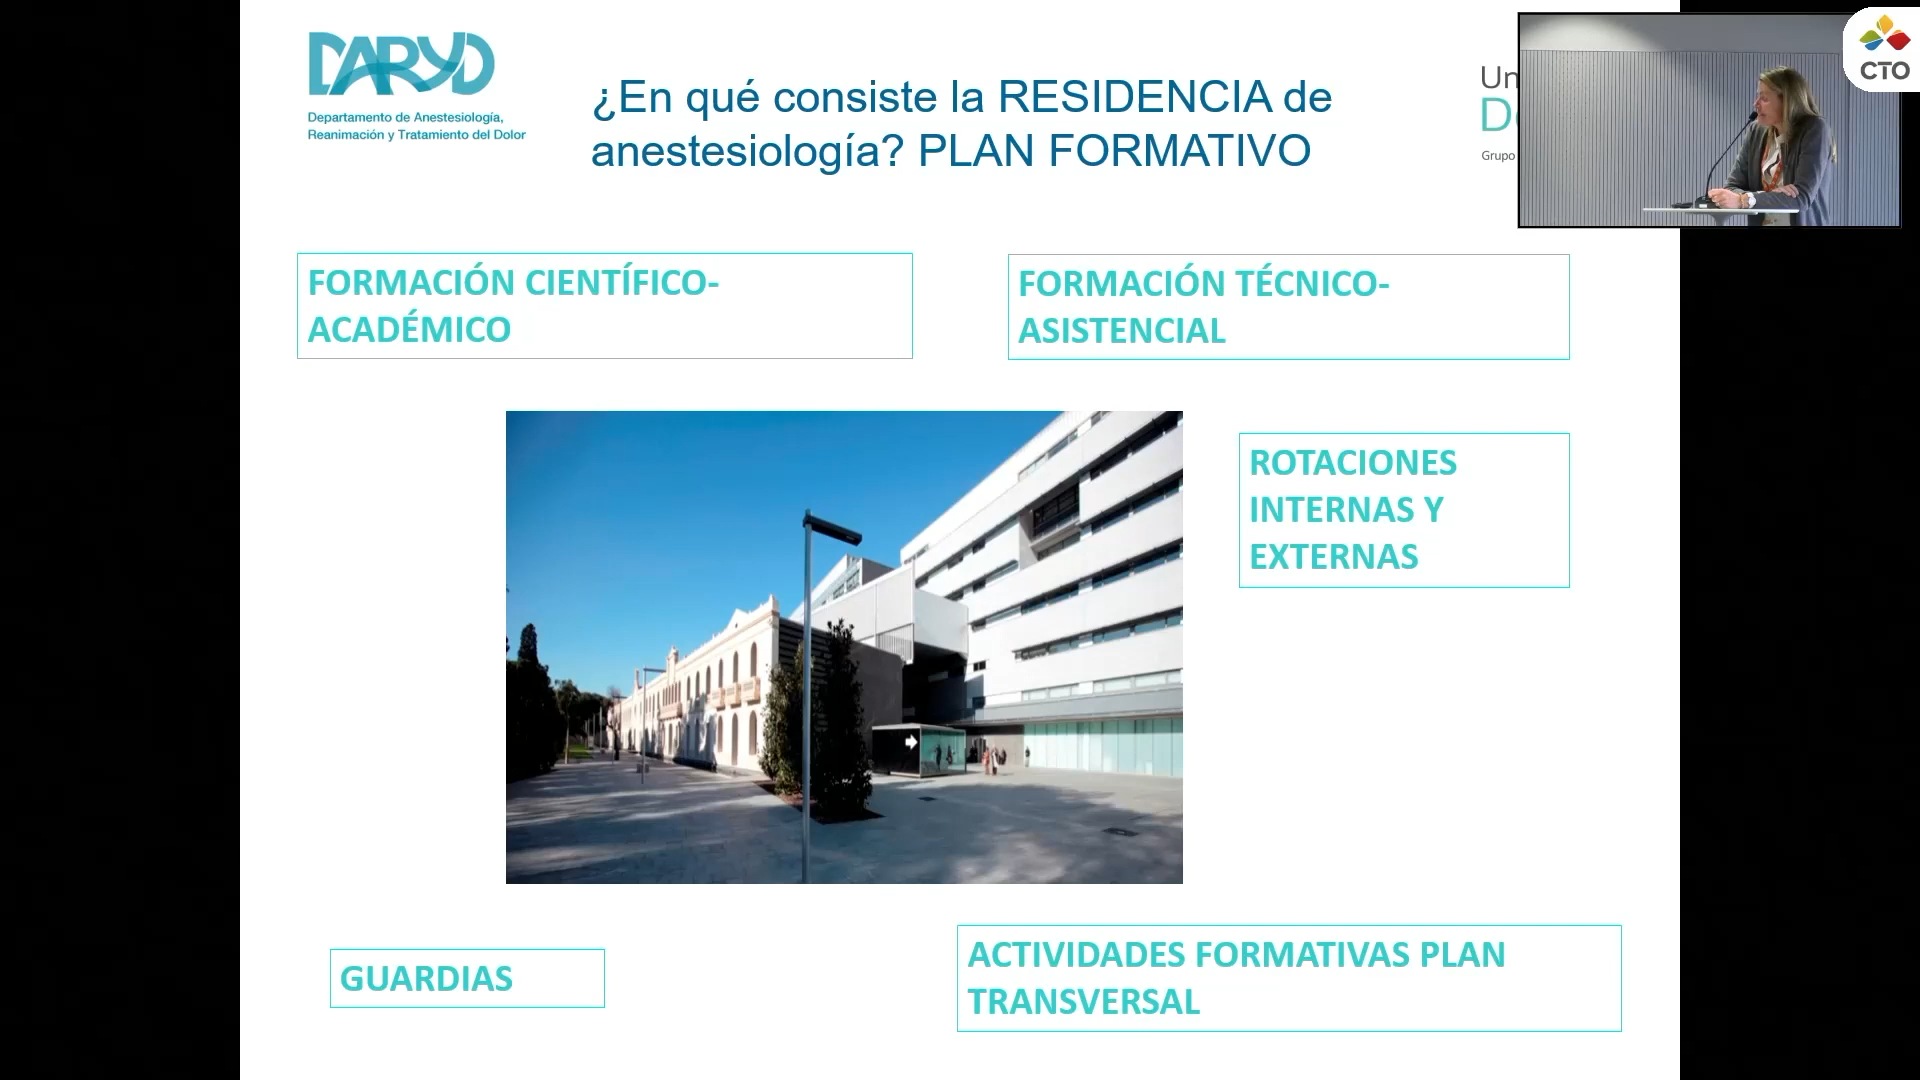 DARYD
Departamento de Anestesiología,
Reanimación y Tratamiento del Dolor
¿En qué consiste la RESIDENCIA de
anestesiología? PLAN FORMATIVO
Un
D
Grupo
CTO
FORMACIÓN CIENTÍFICO-
ACADÉMICO
FORMACIÓN TÉCNICO-
ASISTENCIAL
ROTACIONES
INTERNAS Y
EXTERNAS
GUARDIAS
ACTIVIDADES FORMATIVAS PLAN
TRANSVERSAL